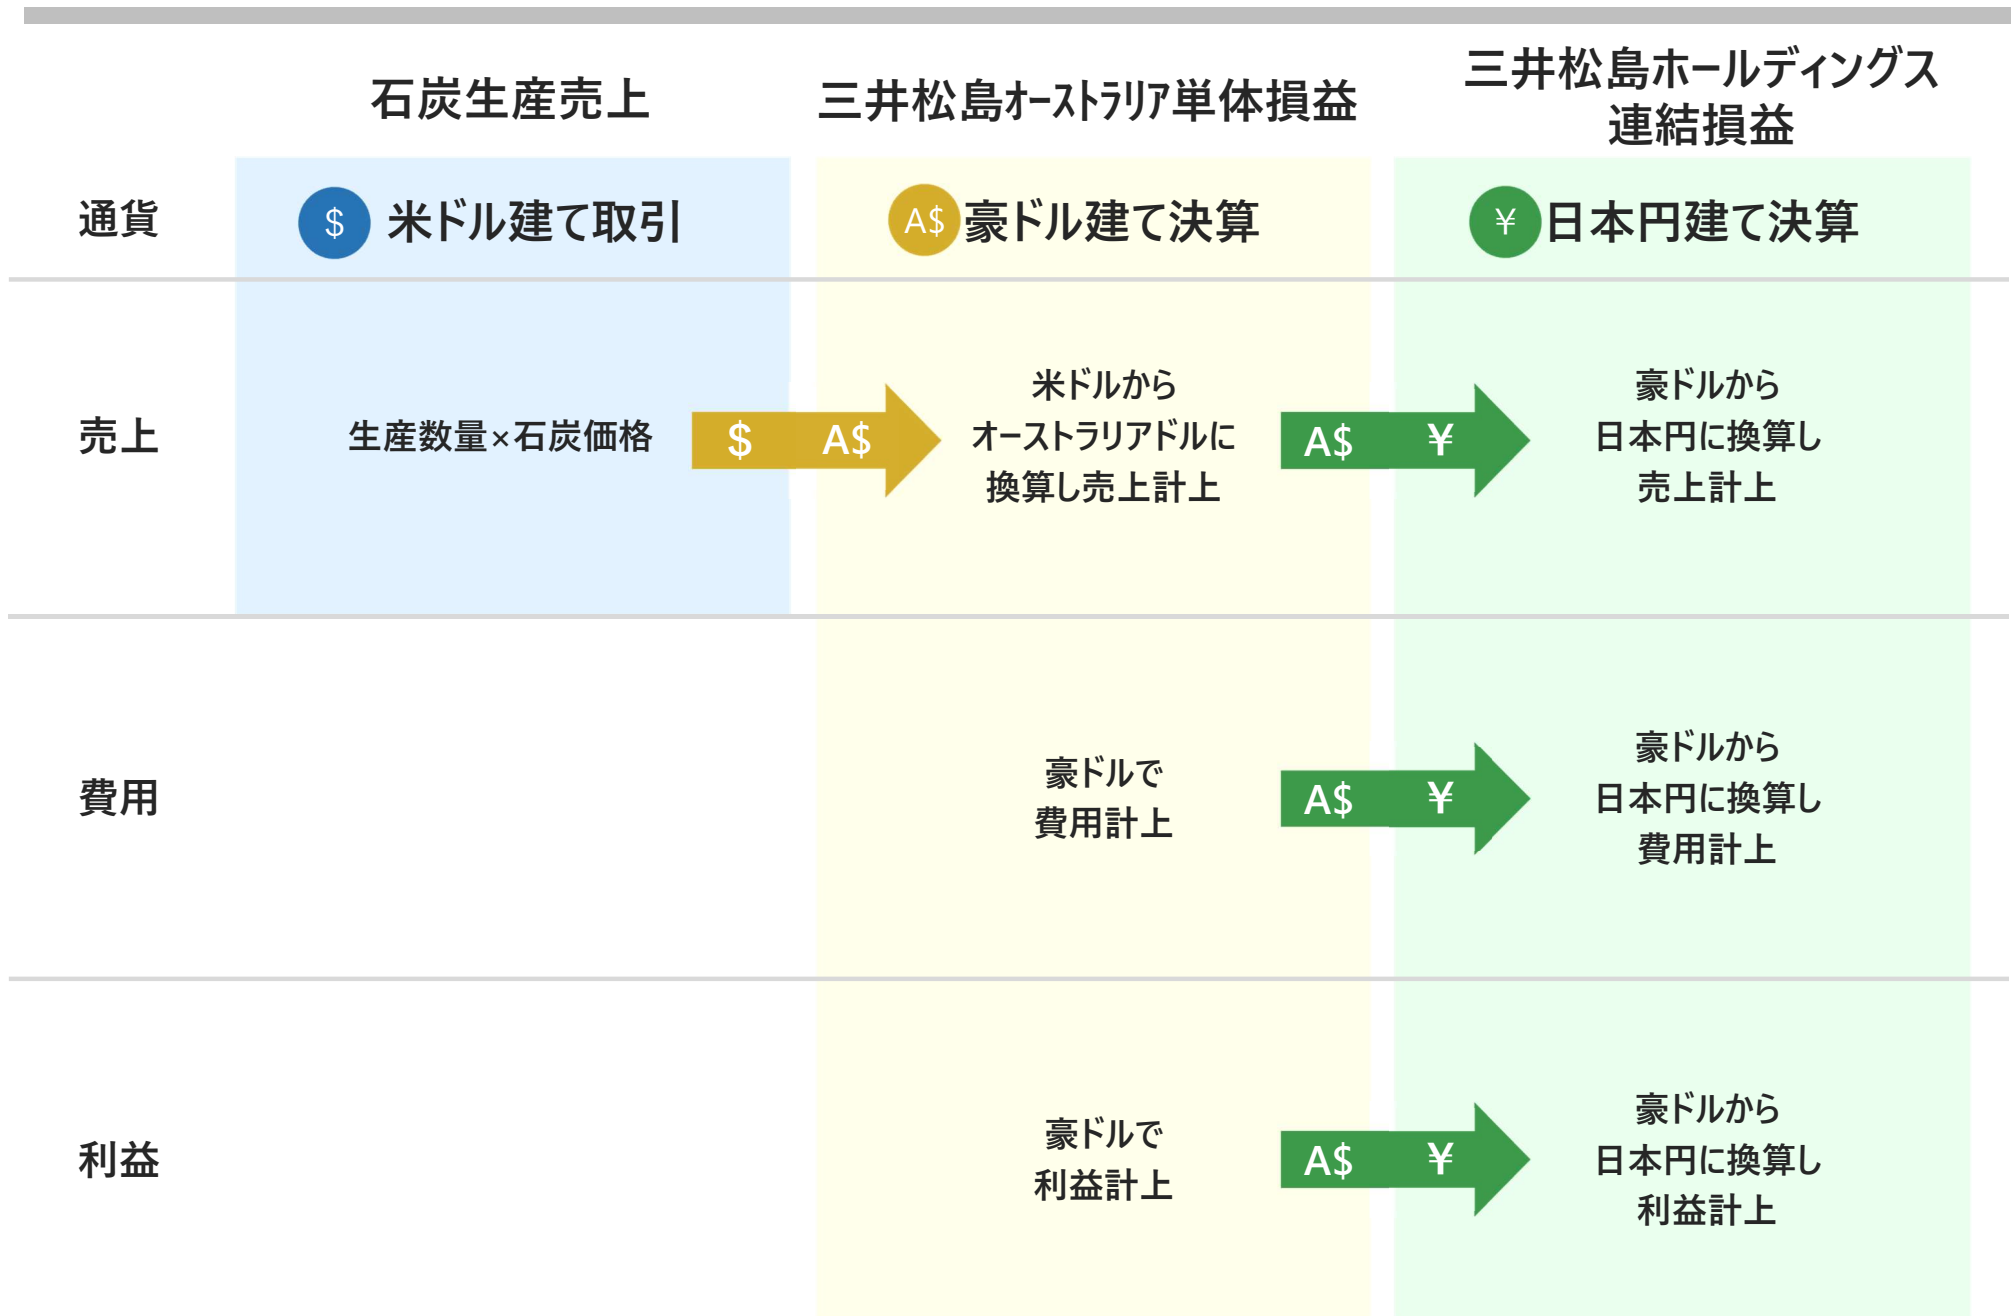 石炭生産売上
三井松島オーストラリア単体損益
三井松島ホールディングス
連結損益
通貨
$ 米ドル建て取引
A$ 豪ドル建て決算
¥ 日本円建て決算
売上
生産数量×石炭価格
$ A$
米ドルから
オーストラリアドルに
換算し売上計上
A$ ¥
豪ドルから
日本円に換算し
売上計上
費用
豪ドルで
費用計上
A$ ¥
豪ドルから
日本円に換算し
費用計上
利益
豪ドルで
利益計上
A$ ¥
豪ドルから
日本円に換算し
利益計上